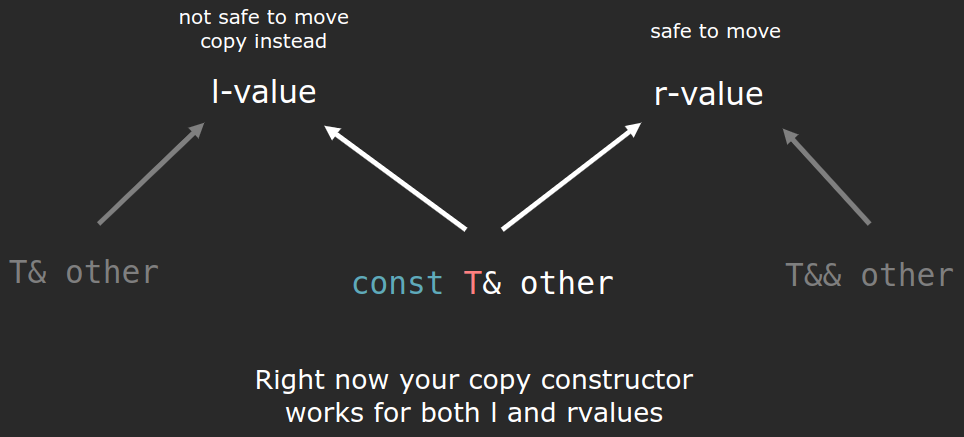 not safe to move
copy instead
safe to move
l-value
r-value
T& other
const T& other
T&& other
Right now your copy constructor
works for both l and rvalues